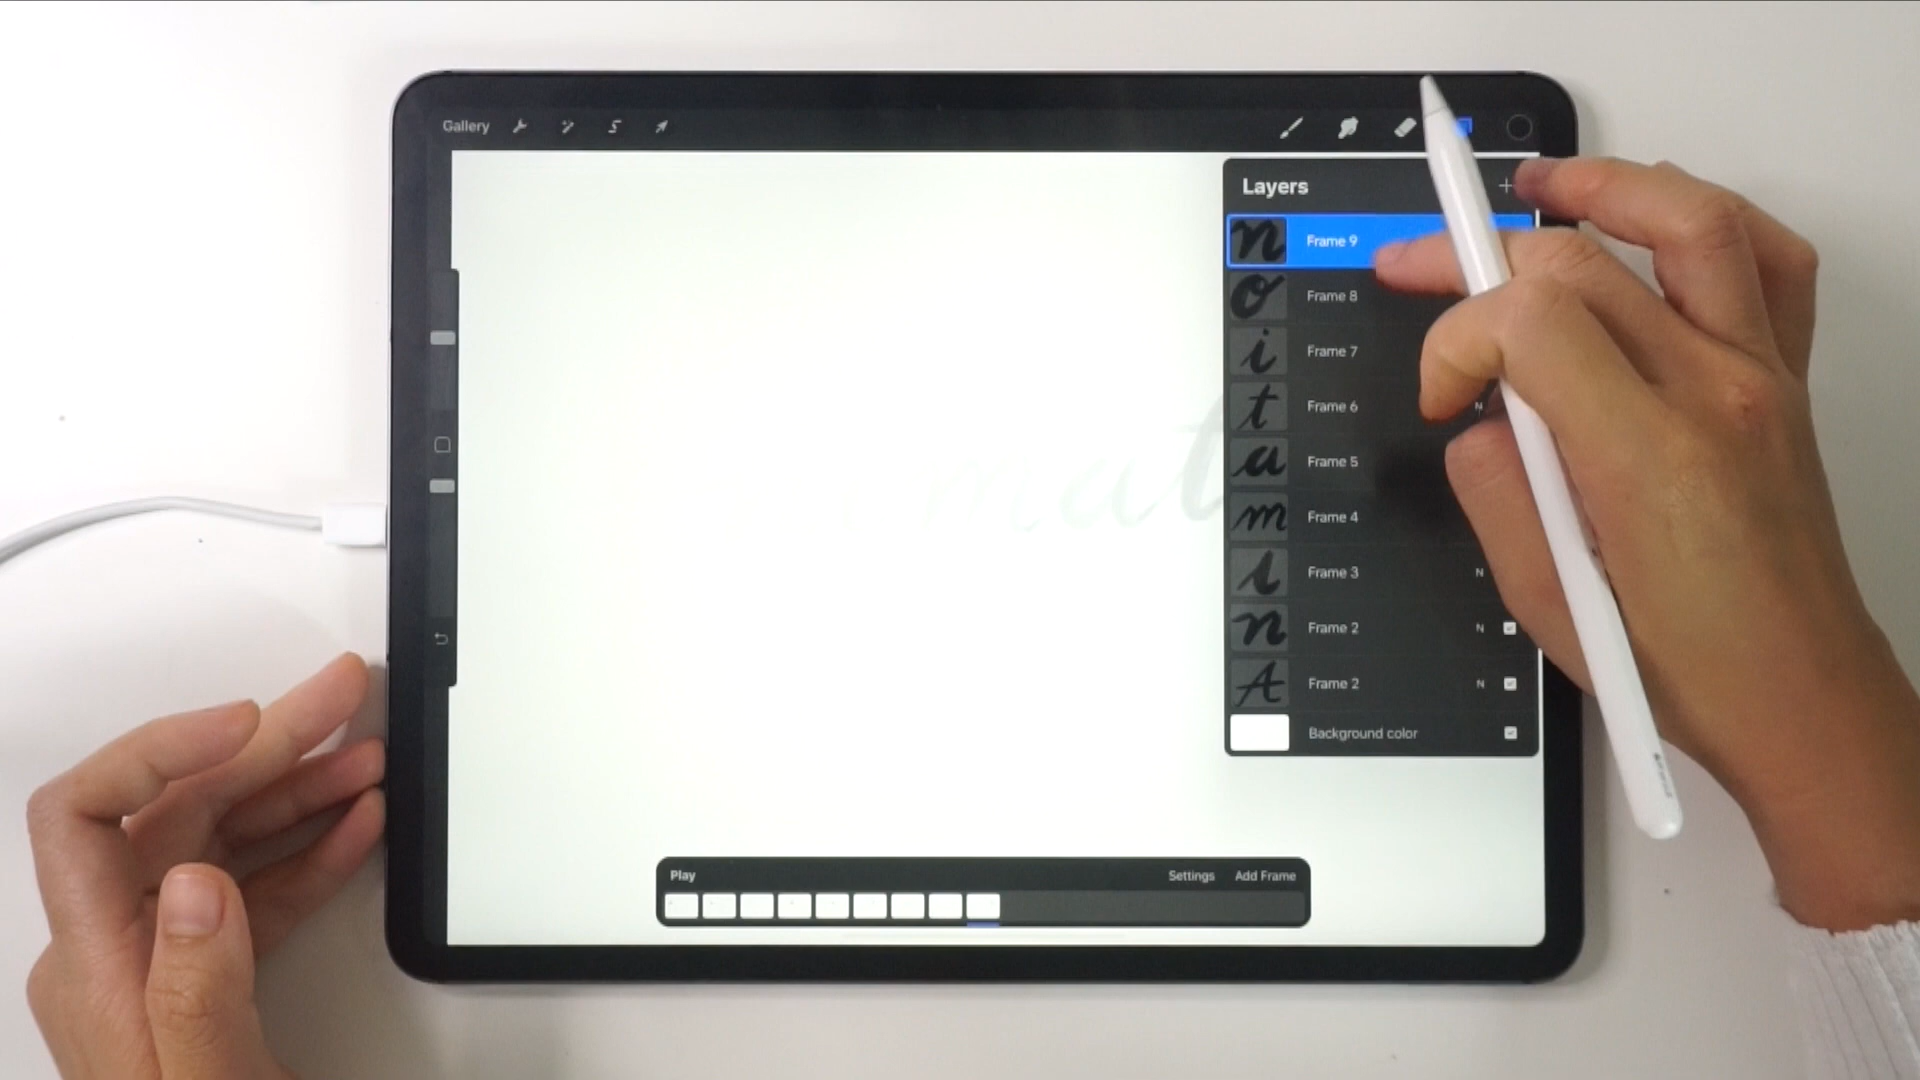 Gallery
Layers
n Frame 9
o Frame 8
i Frame 7
t Frame 6 N
a Frame 5
m Frame 4
i Frame 3 N
n Frame 2 N
A Frame 2 N
Background color
mat
Play Settings Add Frame